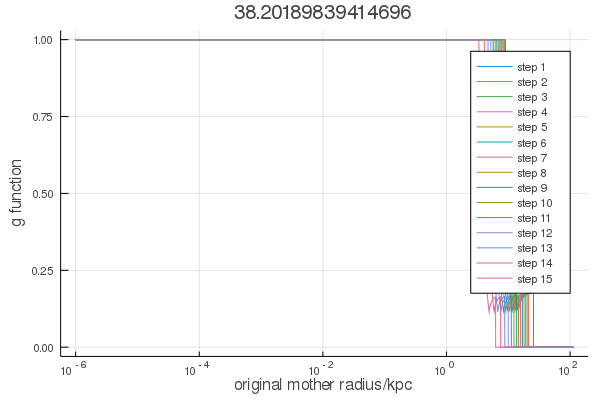 38.20189839414696
g function
1.00
0.75
0.50
0.25
0.00
step 1
step 2
step 3
step 4
step 5
step 6
step 7
step 8
step 9
step 10
step 11
step 12
step 13
step 14
step 15
10^-6 10^-4 10^-2 10^0 10^2
original mother radius/kpc